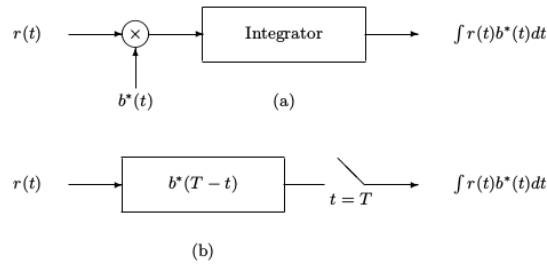 r(t) × Integrator ∫ r(t)b*(t)dt
b*(t)
(a)
r(t) b*(T − t) ∫ r(t)b*(t)dt
t = T
(b)